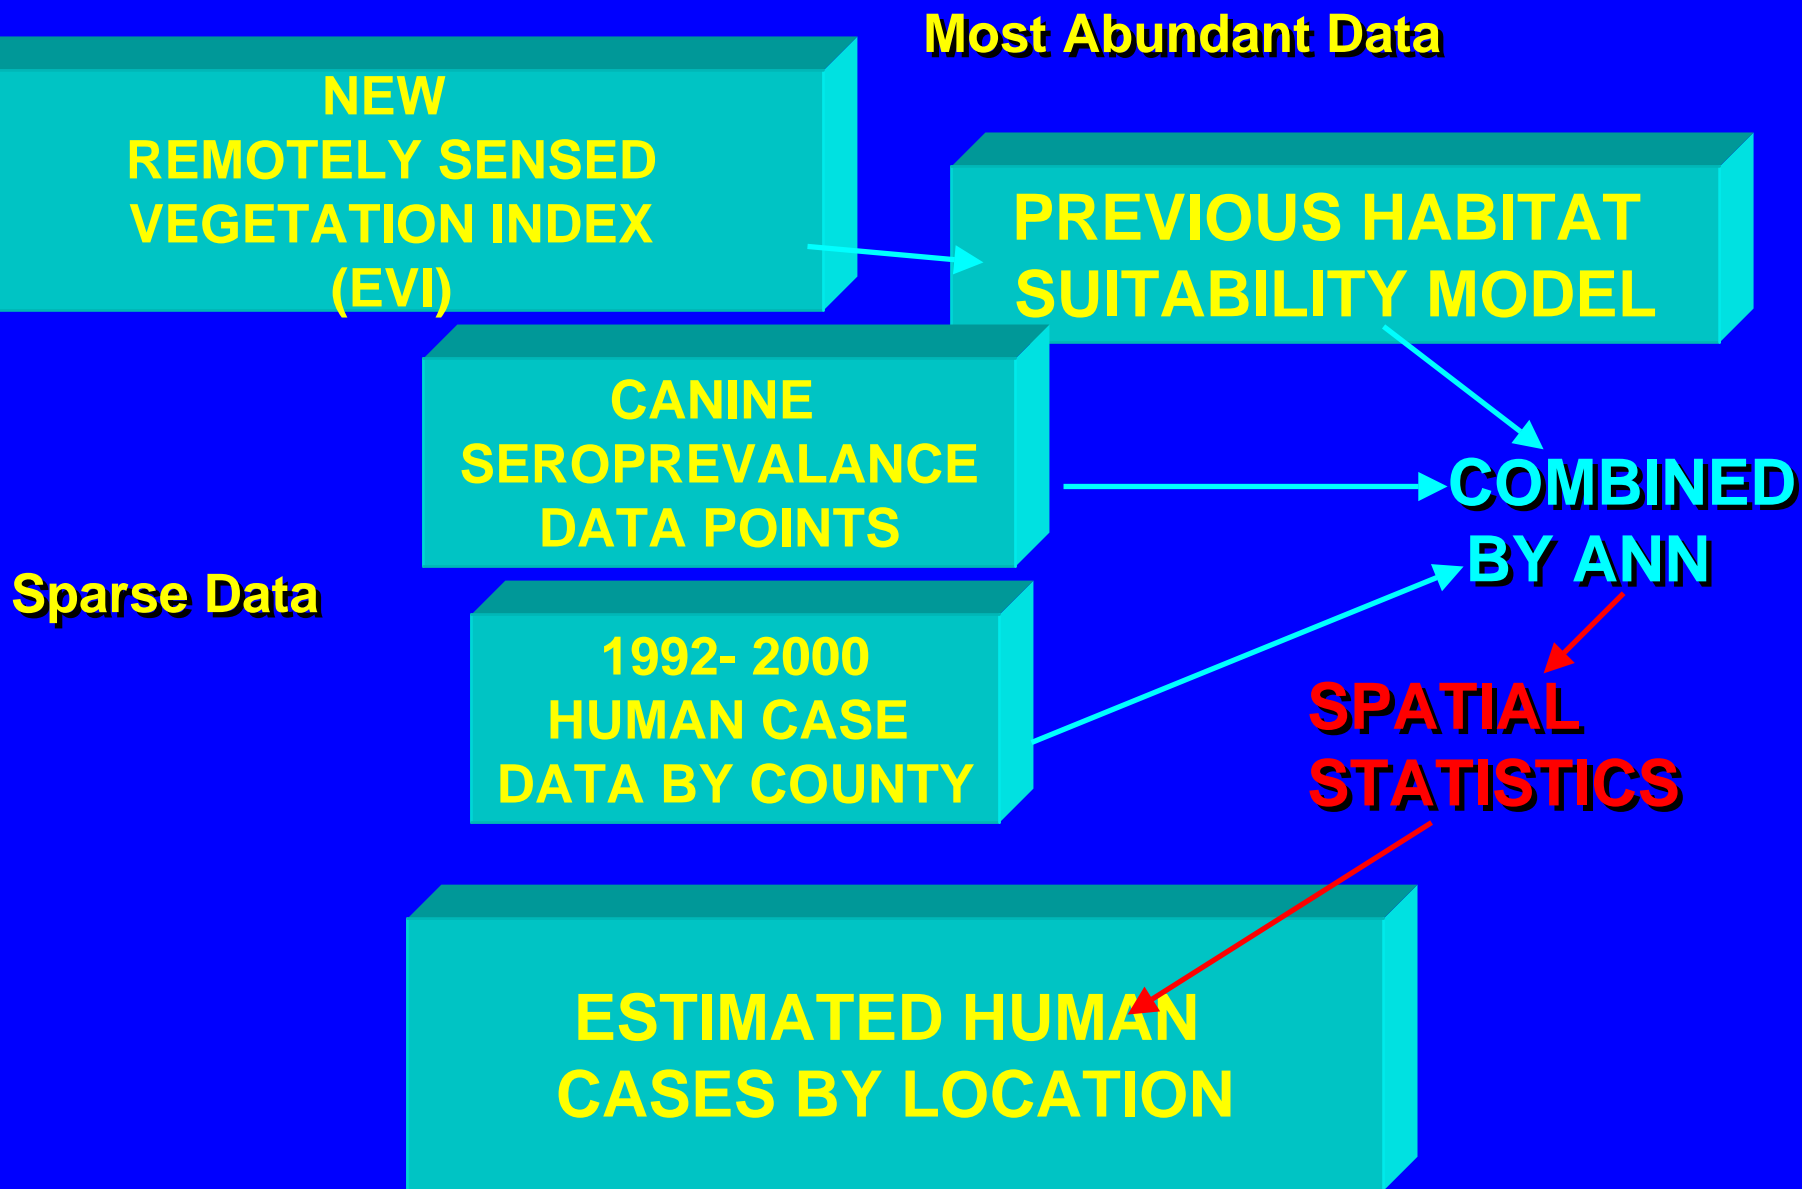 Most Abundant Data
NEW
REMOTELY SENSED
VEGETATION INDEX
(EVI)
PREVIOUS HABITAT
SUITABILITY MODEL
CANINE
SEROPREVALANCE
DATA POINTS
COMBINED
BY ANN
Sparse Data
1992- 2000
HUMAN CASE
DATA BY COUNTY
SPATIAL
STATISTICS
ESTIMATED HUMAN
CASES BY LOCATION